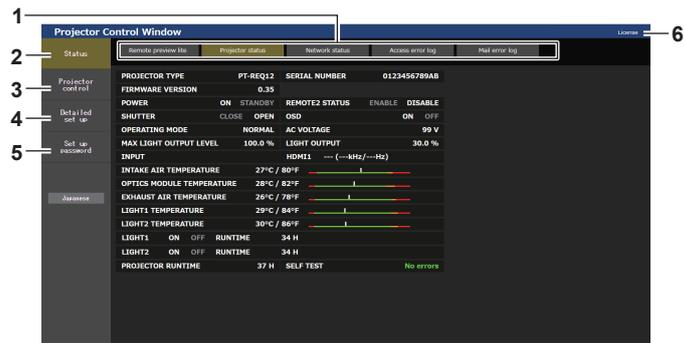 1
Projector Control Window
License
6
2
Status
Remote preview lite Projector status Network status Access error log Mail error log
3
Projector
control
4
Detailed
set up
5
Set up
password
Japanese
PROJECTOR TYPE PT-REQ12 SERIAL NUMBER 0123456789AB
FIRMWARE VERSION 0.35
POWER ON STANDBY REMOTE2 STATUS ENABLE DISABLE
SHUTTER CLOSE OPEN OSD ON OFF
OPERATING MODE NORMAL AC VOLTAGE 99 V
MAX LIGHT OUTPUT LEVEL 100.0 % LIGHT OUTPUT 30.0 %
INPUT HDMI1 --- (---kHz/---Hz)
INTAKE AIR TEMPERATURE 27°C / 80°F
OPTICS MODULE TEMPERATURE 28°C / 82°F
EXHAUST AIR TEMPERATURE 26°C / 78°F
LIGHT1 TEMPERATURE 29°C / 84°F
LIGHT2 TEMPERATURE 30°C / 86°F
LIGHT1 ON OFF RUNTIME 34 H
LIGHT2 ON OFF RUNTIME 34 H
PROJECTOR RUNTIME 37 H SELF TEST No errors